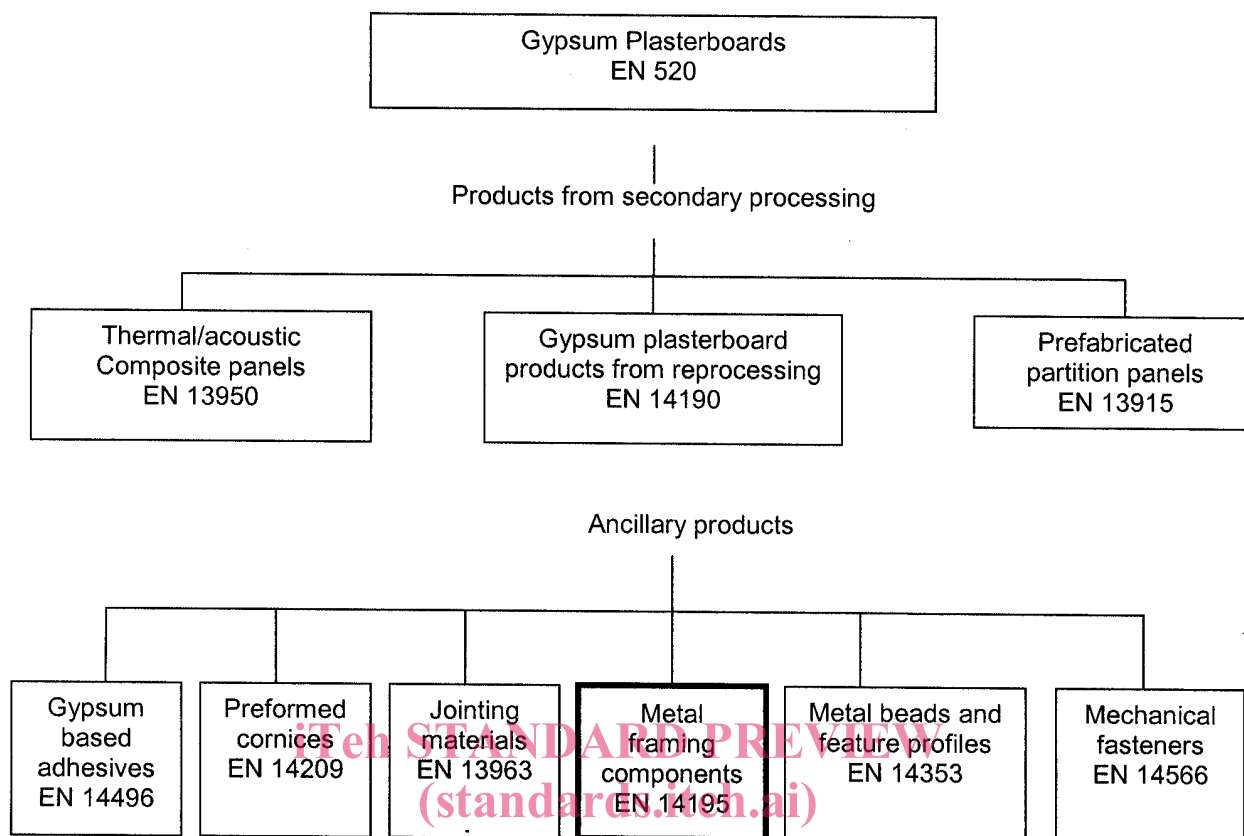 Gypsum Plasterboards
EN 520
Products from secondary processing
Thermal/acoustic
Composite panels
EN 13950
Gypsum plasterboard
products from reprocessing
EN 14190
Prefabricated
partition panels
EN 13915
Ancillary products
Gypsum
based
adhesives
EN 14496
Preformed
cornices
EN 14209
Jointing
materials
EN 13963
Metal
framing
components
EN 14195
Metal beads and
feature profiles
EN 14353
Mechanical
fasteners
EN 14566
iTeh STANDARD PREVIEW
(standards.iteh.ai)